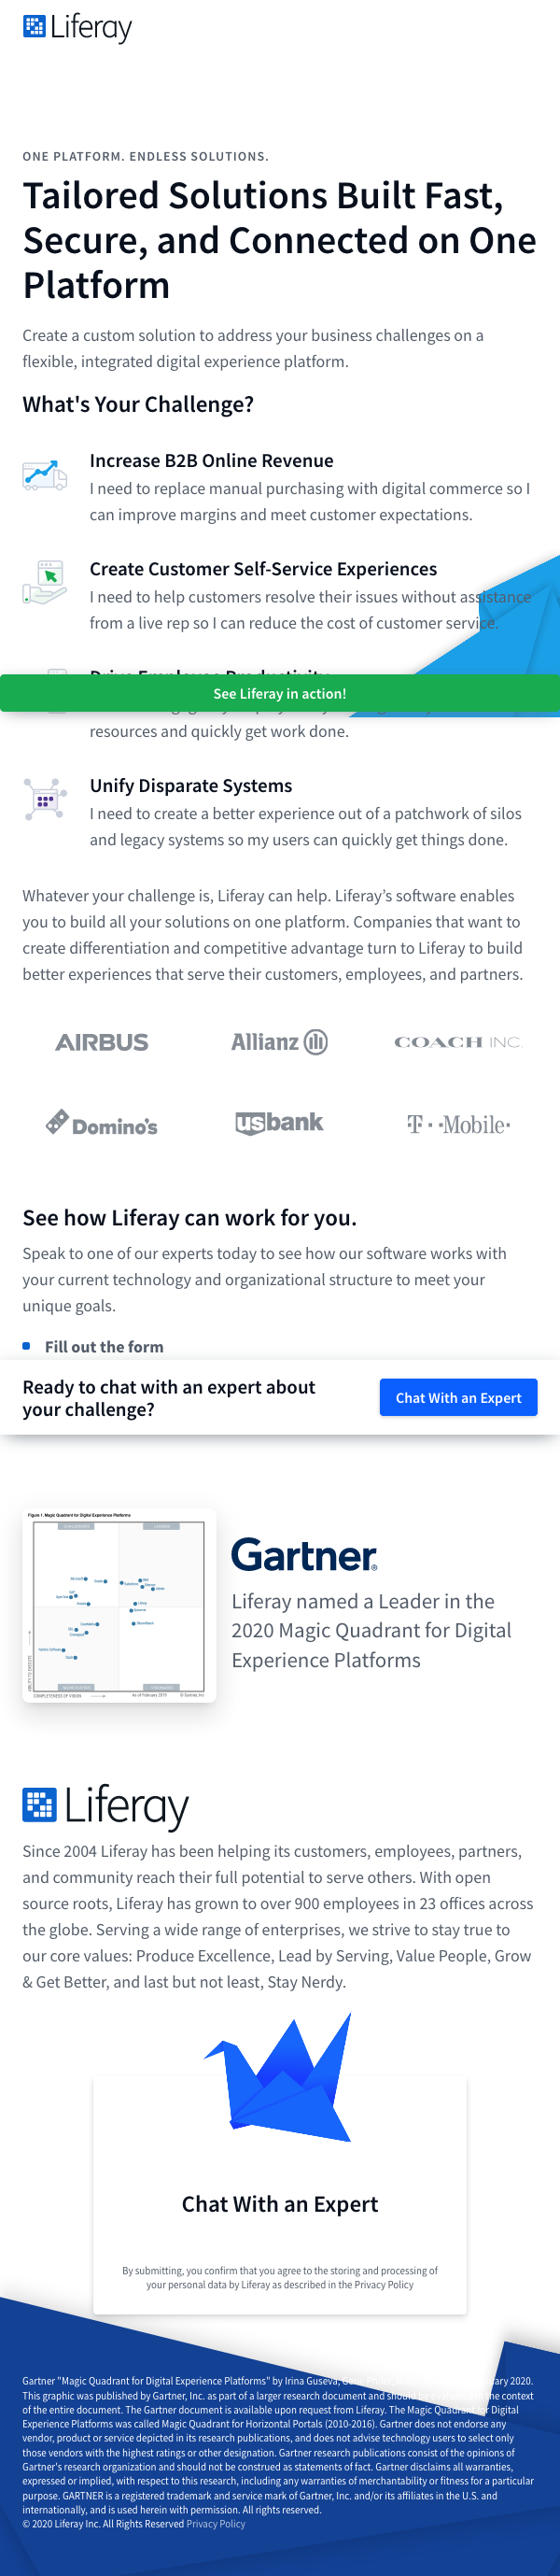 Liferay
ONE PLATFORM. ENDLESS SOLUTIONS.
Tailored Solutions Built Fast,
Secure, and Connected on One
Platform
Create a custom solution to address your business challenges on a
flexible, integrated digital experience platform.
What's Your Challenge?
Increase B2B Online Revenue
I need to replace manual purchasing with digital commerce so I
can improve margins and meet customer expectations.
Create Customer Self-Service Experiences
I need to help customers resolve their issues without assistance
from a live rep so I can reduce the cost of customer service.
Drive Employee Productivity
See Liferay in action!
resources and quickly get work done.
Unify Disparate Systems
I need to create a better experience out of a patchwork of silos
and legacy systems so my users can quickly get things done.
Whatever your challenge is, Liferay can help. Liferay’s software enables
you to build all your solutions on one platform. Companies that want to
create differentiation and competitive advantage turn to Liferay to build
better experiences that serve their customers, employees, and partners.
AIRBUS Allianz COACH INC.
Domino's usbank T··Mobile·
See how Liferay can work for you.
Speak to one of our experts today to see how our software works with
your current technology and organizational structure to meet your
unique goals.
Fill out the form
Ready to chat with an expert about
your challenge?
Chat With an Expert
Figure 1. Magic Quadrant for Digital Experience Platforms
COMPLETENESS OF VISION
As of February 2019 © Gartner, Inc
Gartner®
Liferay named a Leader in the
2020 Magic Quadrant for Digital
Experience Platforms
Liferay
Since 2004 Liferay has been helping its customers, employees, partners,
and community reach their full potential to serve others. With open
source roots, Liferay has grown to over 900 employees in 23 offices across
the globe. Serving a wide range of enterprises, we strive to stay true to
our core values: Produce Excellence, Lead by Serving, Value People, Grow
& Get Better, and last but not least, Stay Nerdy.
Chat With an Expert
By submitting, you confirm that you agree to the storing and processing of
your personal data by Liferay as described in the Privacy Policy
Gartner "Magic Quadrant for Digital Experience Platforms" by Irina Guseva, 2020.
This graphic was published by Gartner, Inc. as part of a larger research document and should the context
of the entire document. The Gartner document is available upon request from Liferay. The Magic Quadrant for Digital
Experience Platforms was called Magic Quadrant for Horizontal Portals (2010-2016). Gartner does not endorse any
vendor, product or service depicted in its research publications, and does not advise technology users to select only
those vendors with the highest ratings or other designation. Gartner research publications consist of the opinions of
Gartner's research organization and should not be construed as statements of fact. Gartner disclaims all warranties,
expressed or implied, with respect to this research, including any warranties of merchantability or fitness for a particular
purpose. GARTNER is a registered trademark and service mark of Gartner, Inc. and/or its affiliates in the U.S. and
internationally, and is used herein with permission. All rights reserved.
© 2020 Liferay Inc. All Rights Reserved Privacy Policy